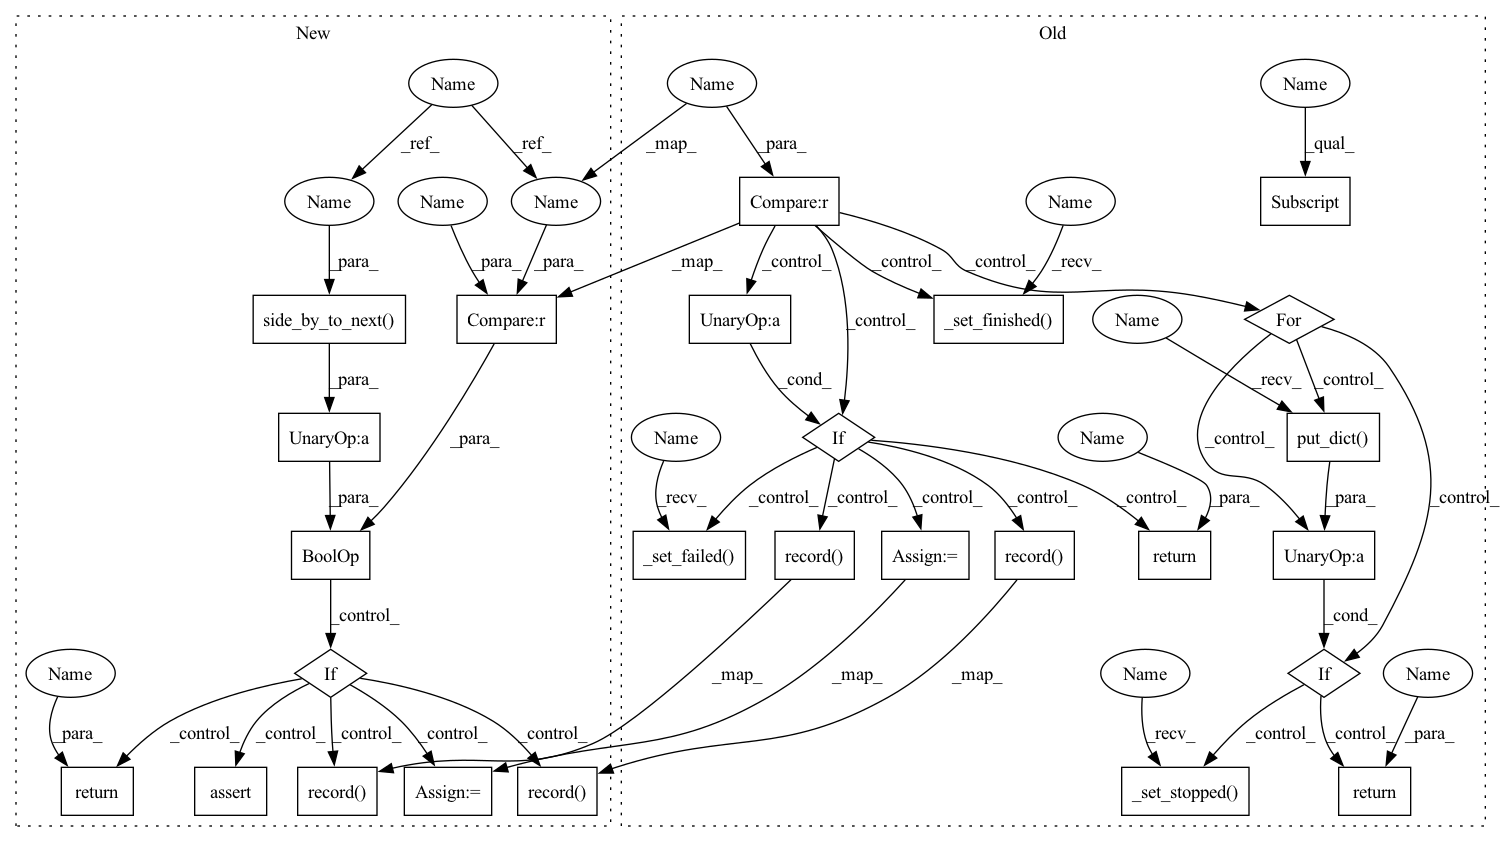 New
Old
Name
Name
Name
_ref_
_ref_
_map_
_para_
_qual_
Name
Name
Name
Compare:r
Name
Subscript
_para_
_para_
_para_
_map_
_control_
_control_
_control_
_recv_
side_by_to_next()
Compare:r
UnaryOp:a
_control_
_set_finished()
Name
For
_para_
_cond_
_recv_
_control_
UnaryOp:a
_para_
Name
If
Name
_control_
put_dict()
_para_
_recv_
_control_
_control_
_control_
_control_
_control_
_para_
_para_
_control_
BoolOp
_set_failed()
record()
Assign:=
record()
return
UnaryOp:a
_control_
_cond_
Name
If
_map_
_map_
_map_
Name
If
Name
_para_
_control_
_control_
_control_
_control_
_control_
_recv_
_control_
_control_
_para_
return
assert
record()
Assign:=
record()
_set_stopped()
return